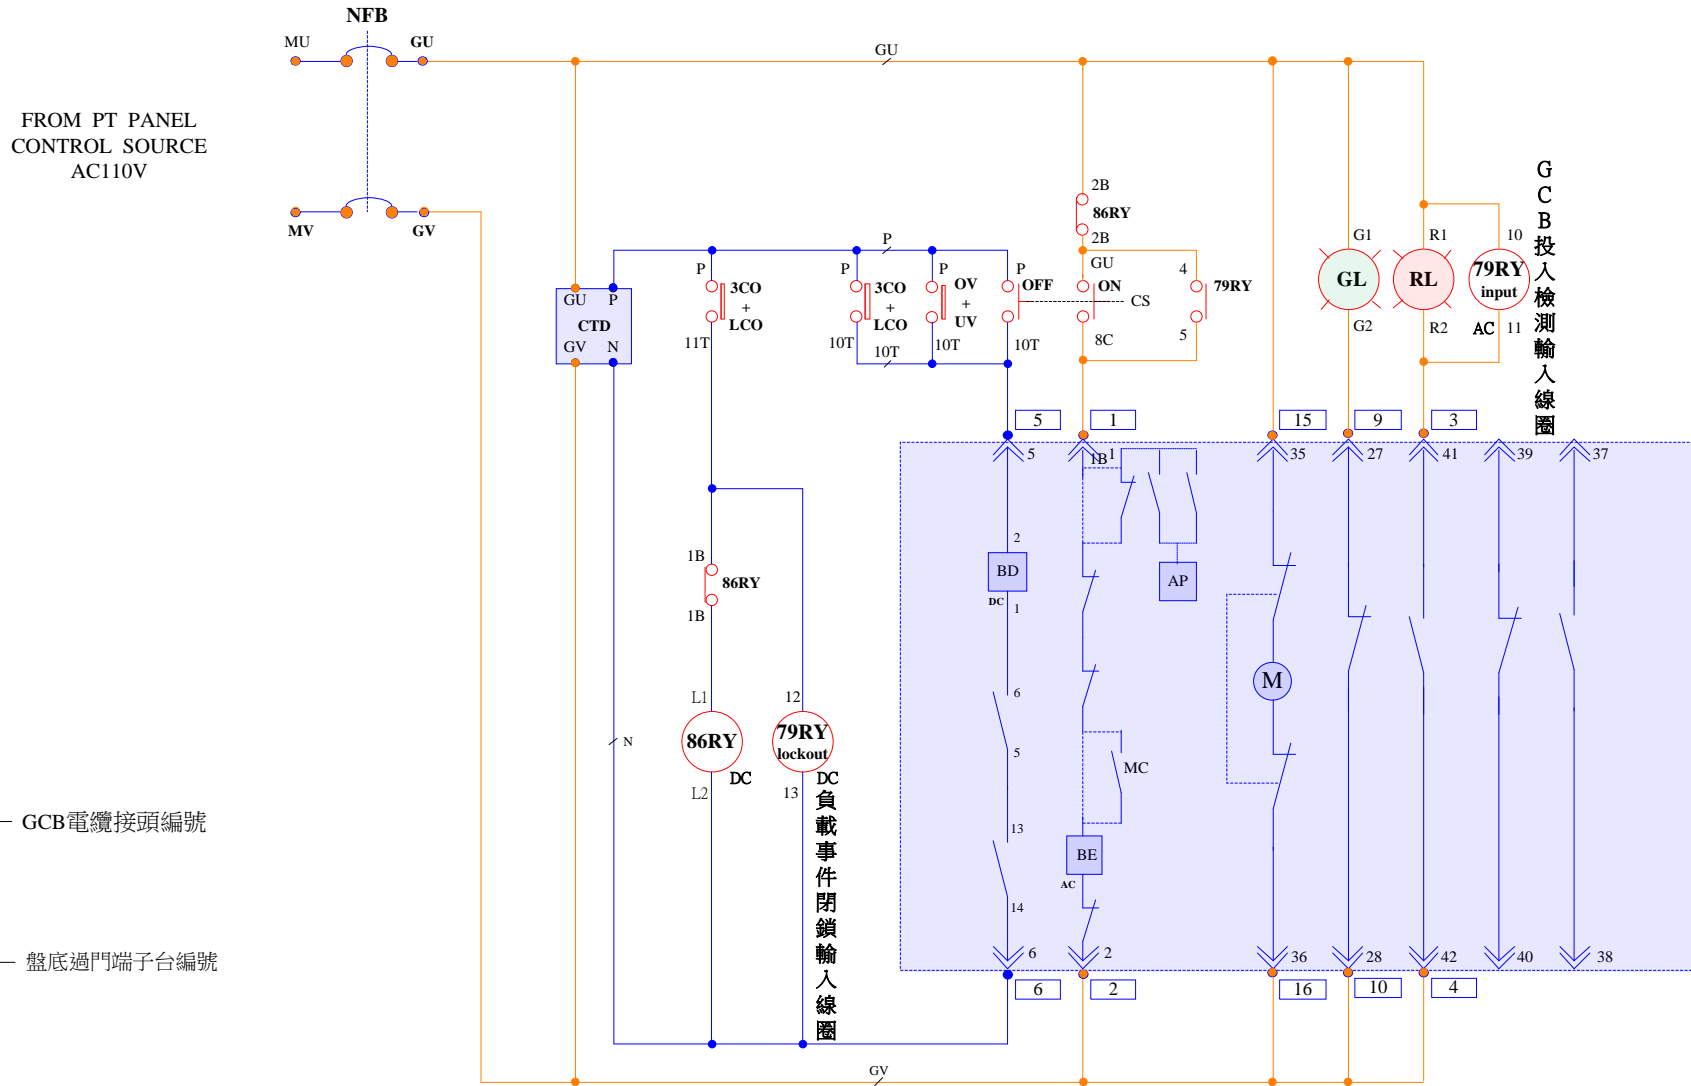 NFB
MU
GU
GU
FROM PT PANEL
CONTROL SOURCE
AC110V
MV
GV
2B
86RY
2B
GU
P
P
3CO
+
LCO
11T
P
3CO
+
LCO
10T
10T
P
OV
+
UV
10T
P
OFF
10T
ON
CS
8C
4
79RY
5
G1
GL
G2
R1
RL
R2
10
79RY
input
AC
11
GCB投入檢測輸入線圈
GU
P
CTD
GV
N
5
1
15
9
3
5
1
1B
35
27
41
39
37
2
BD
DC
1
AP
1B
86RY
1B
6
M
L1
12
86RY
79RY
lockout
N
5
MC
DC
DC
L2
13
負載事件閉鎖輸入線圈
GCB電纜接頭編號
13
BE
AC
14
盤底過門端子台編號
6
2
36
28
42
40
38
6
2
16
10
4
GV